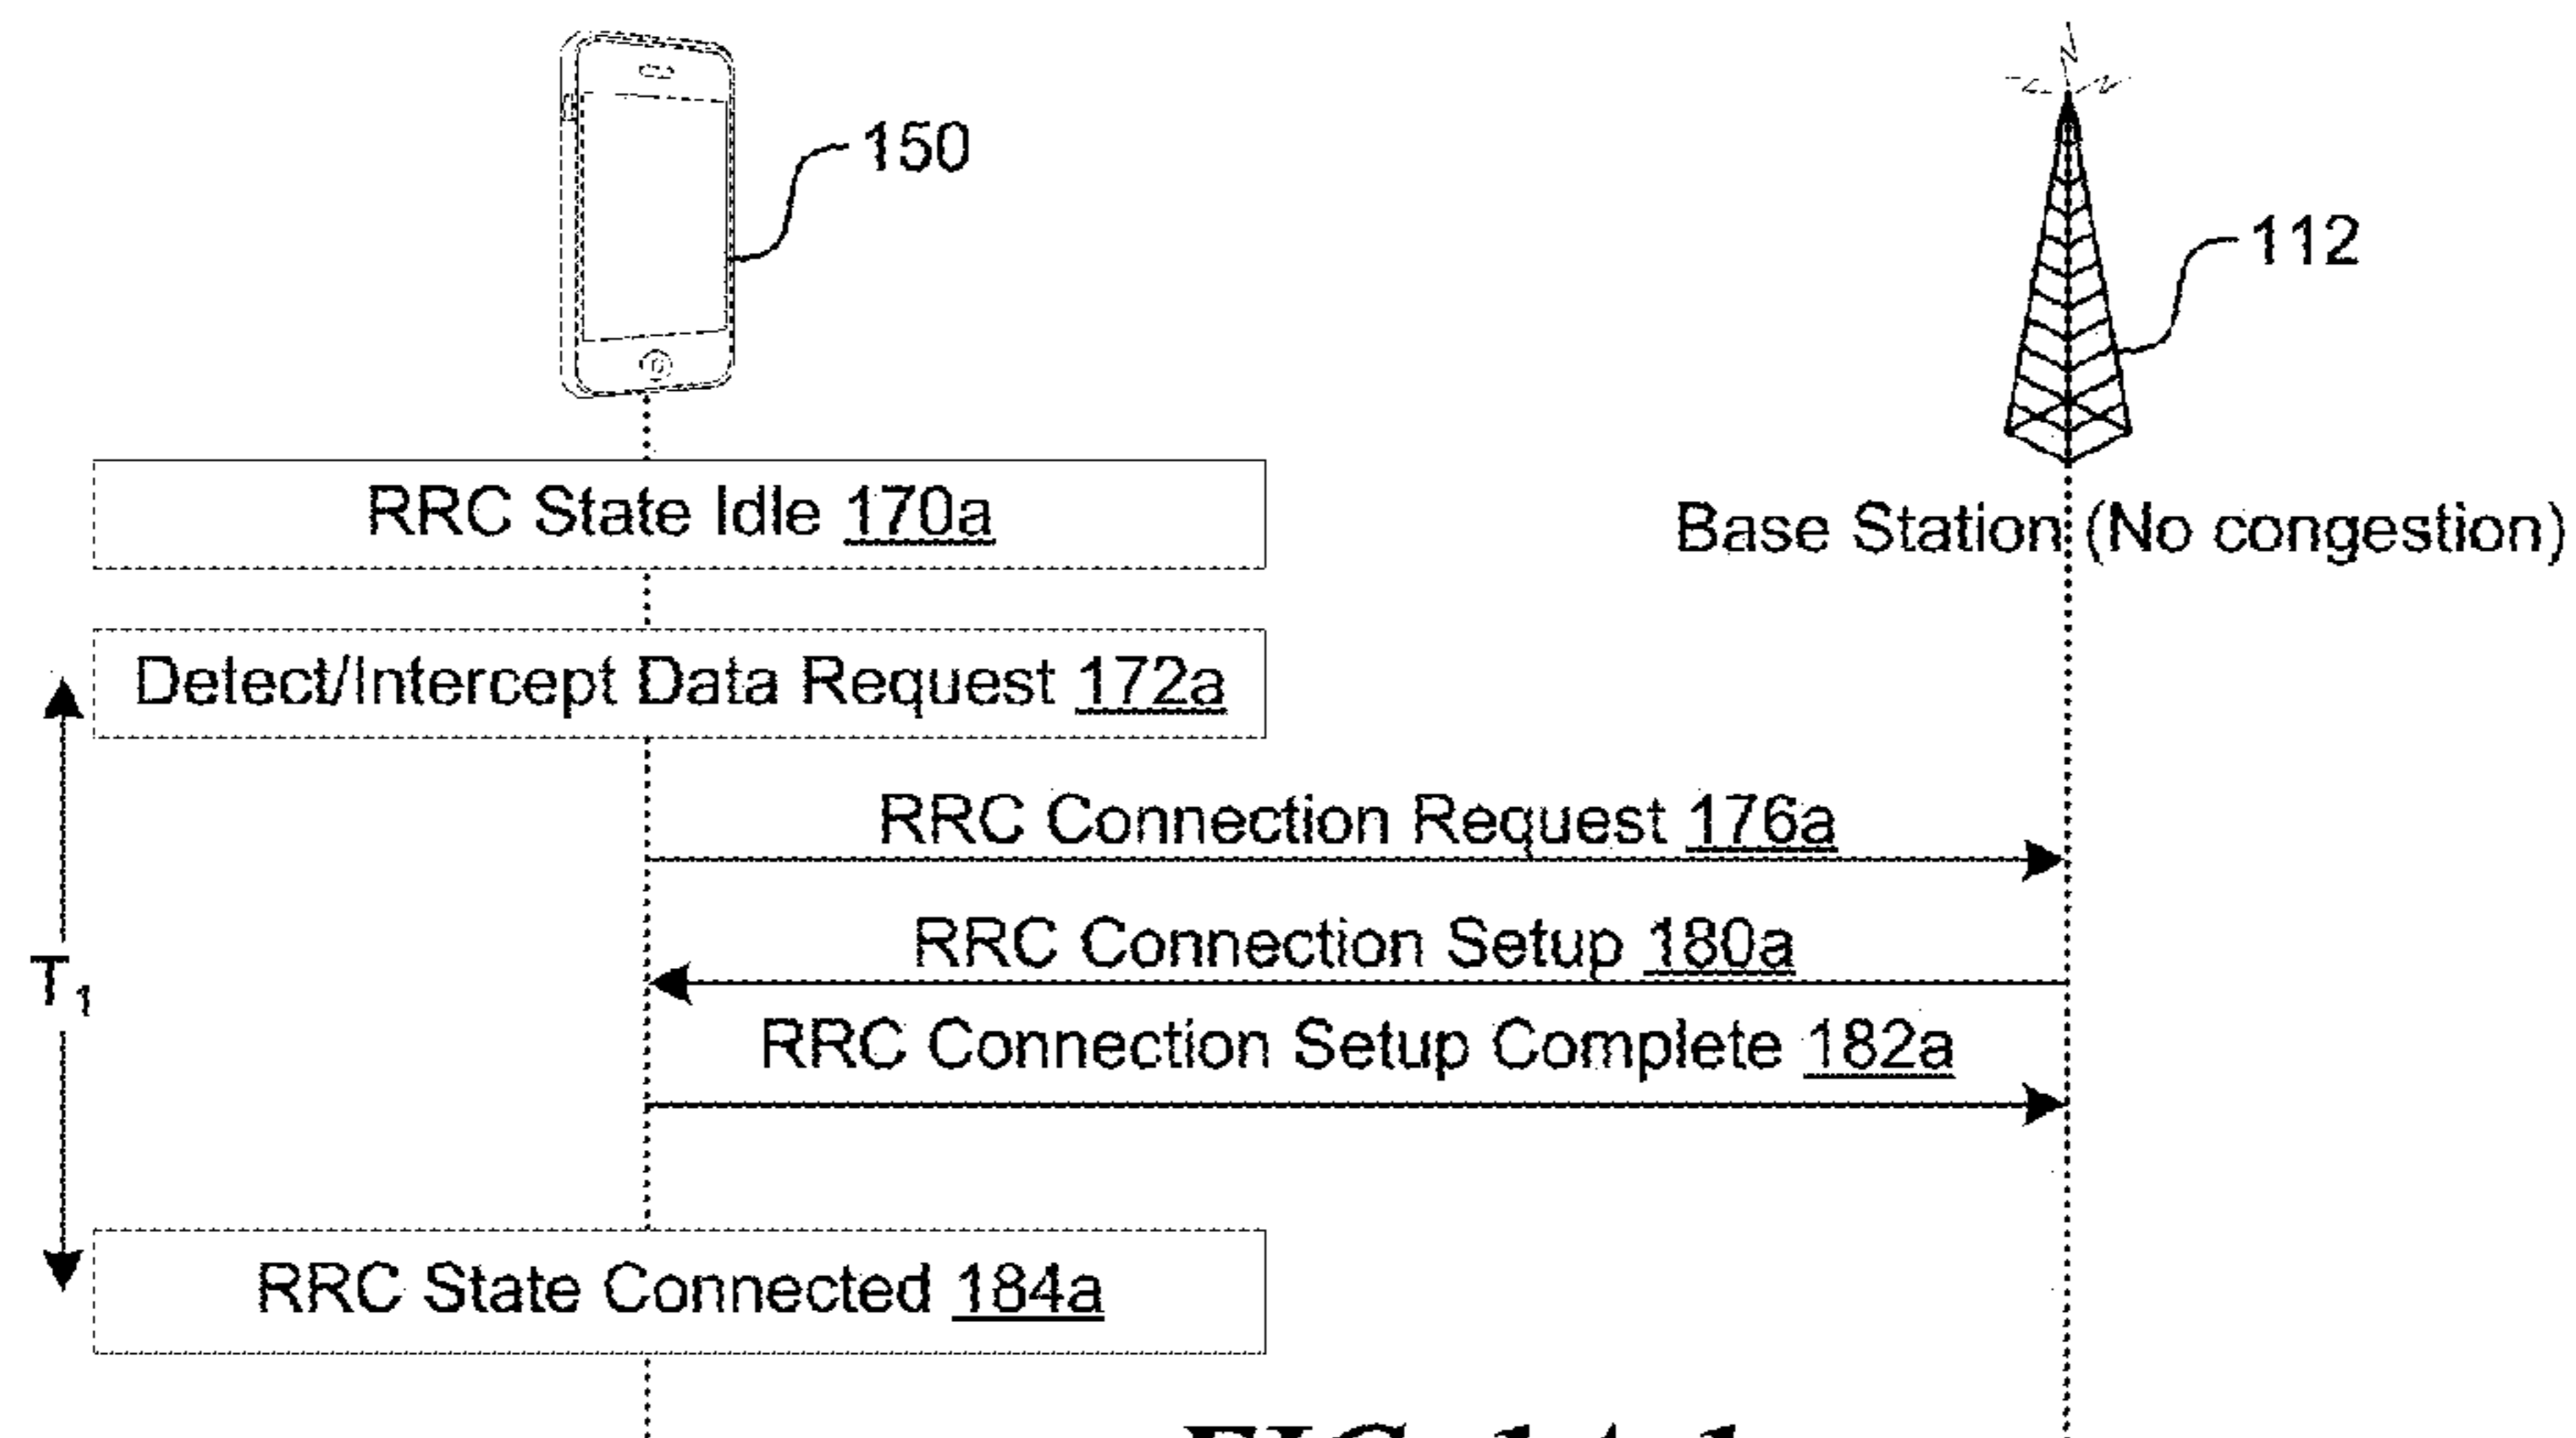 150
112
RRC State Idle 170a
Base Station (No congestion)
Detect/Intercept Data Request 172a
RRC Connection Request 176a
RRC Connection Setup 180a
T1
RRC Connection Setup Complete 182a
RRC State Connected 184a